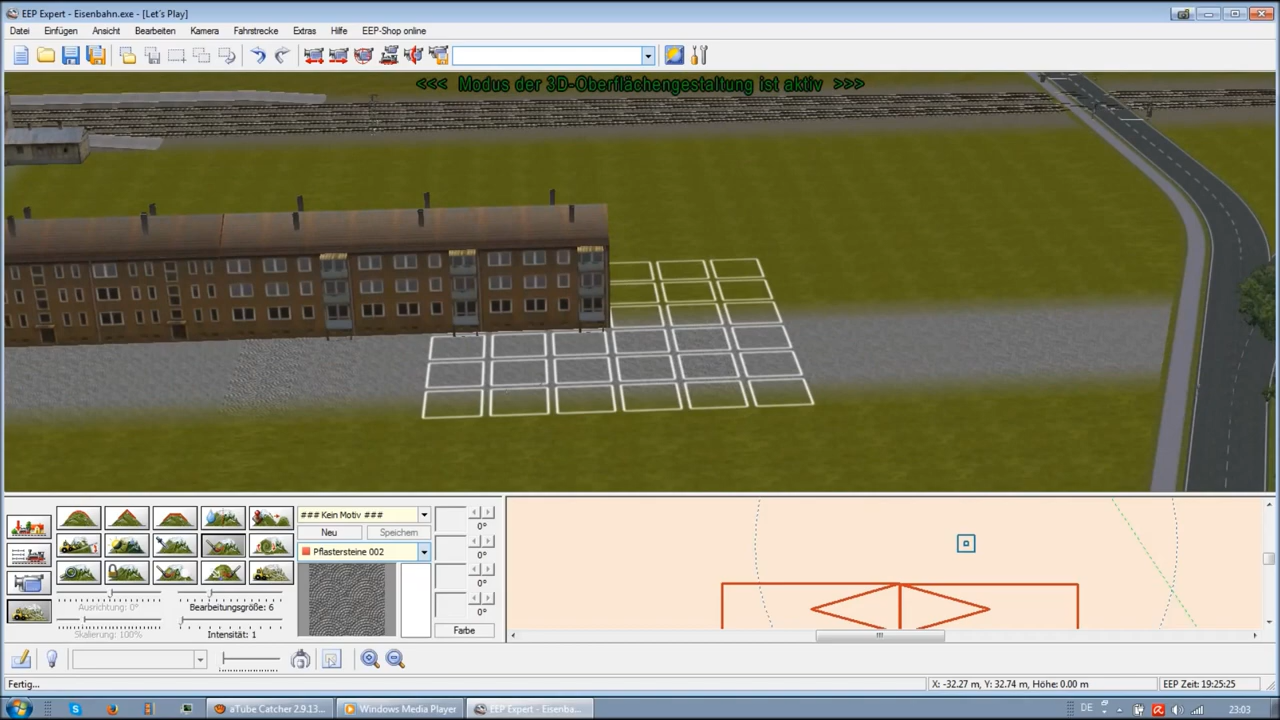 EEP Expert - Eisenbahn.exe - [Let´s Play]
Datei Einfügen Ansicht Bearbeiten Kamera Fahrstrecke Extras Hilfe EEP-Shop online
<<< Modus der 3D-Oberflächengestaltung ist aktiv >>>
### Kein Motiv ###
0°
Neu Speichern
Pflastersteine 002
0°
0°
Ausrichtung: 0° Bearbeitungsgröße: 6
0°
Skalierung: 100% Intensität: 1
Farbe
Fertig...
X: -32.27 m, Y: 32.74 m, Höhe: 0.00 m
EEP Zeit: 19:25:25
aTube Catcher 2.9.13... Windows Media Player EEP Expert - Eisenba... DE 23:03